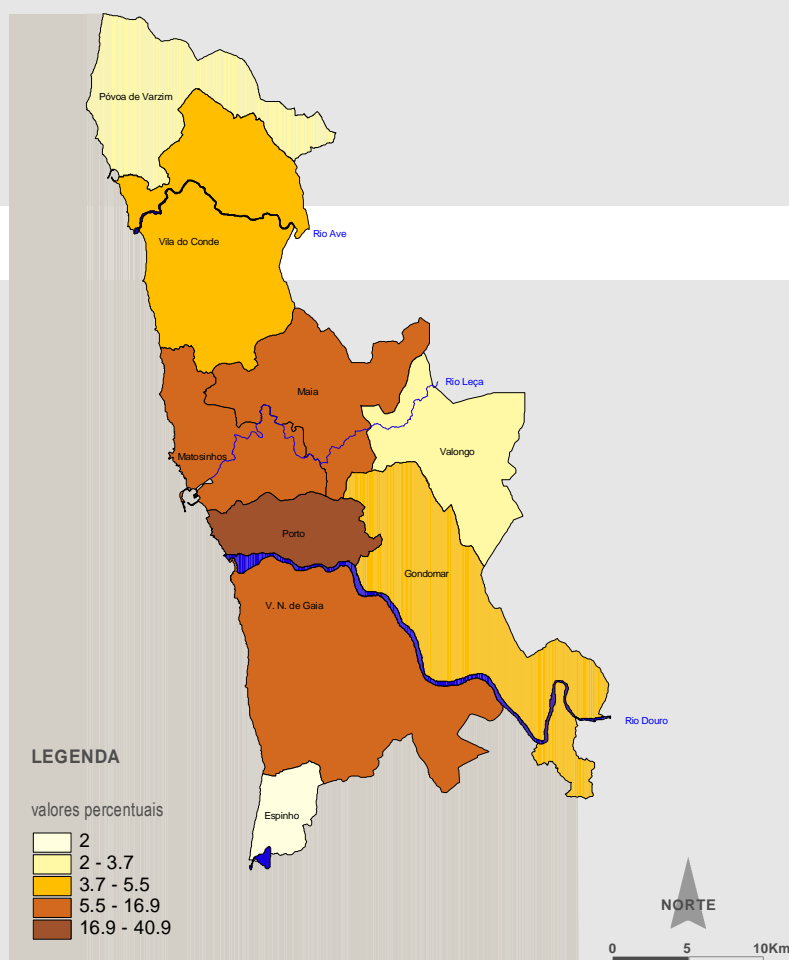 Póvoa de Varzim
Rio Ave
Vila do Conde
Rio Leça
Maia
Valongo
Matosinhos
Porto
Gondomar
V. N. de Gaia
Rio Douro
LEGENDA
valores percentuais
Espinho
2
2 - 3.7
3.7 - 5.5
5.5 - 16.9
16.9 - 40.9
NORTE
0 5 10Km